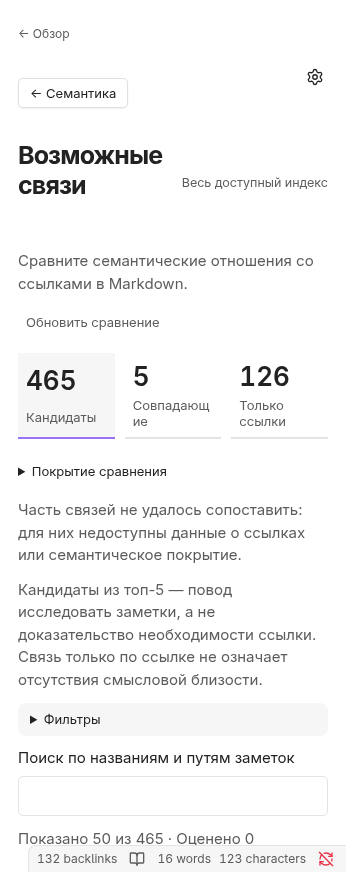 ← Обзор
← Семантика
Возможные
связи
Весь доступный индекс
Сравните семантические отношения со
ссылками в Markdown.
Обновить сравнение
465
Кандидаты
5
Совпадающ
ие
126
Только
ссылки
Покрытие сравнения
Часть связей не удалось сопоставить:
для них недоступны данные о ссылках
или семантическое покрытие.
Кандидаты из топ-5 — повод
исследовать заметки, а не
доказательство необходимости ссылки.
Связь только по ссылке не означает
отсутствия смысловой близости.
Фильтры
Поиск по названиям и путям заметок
Показано 50 из 465 · Оценено 0
132 backlinks 16 words 123 characters